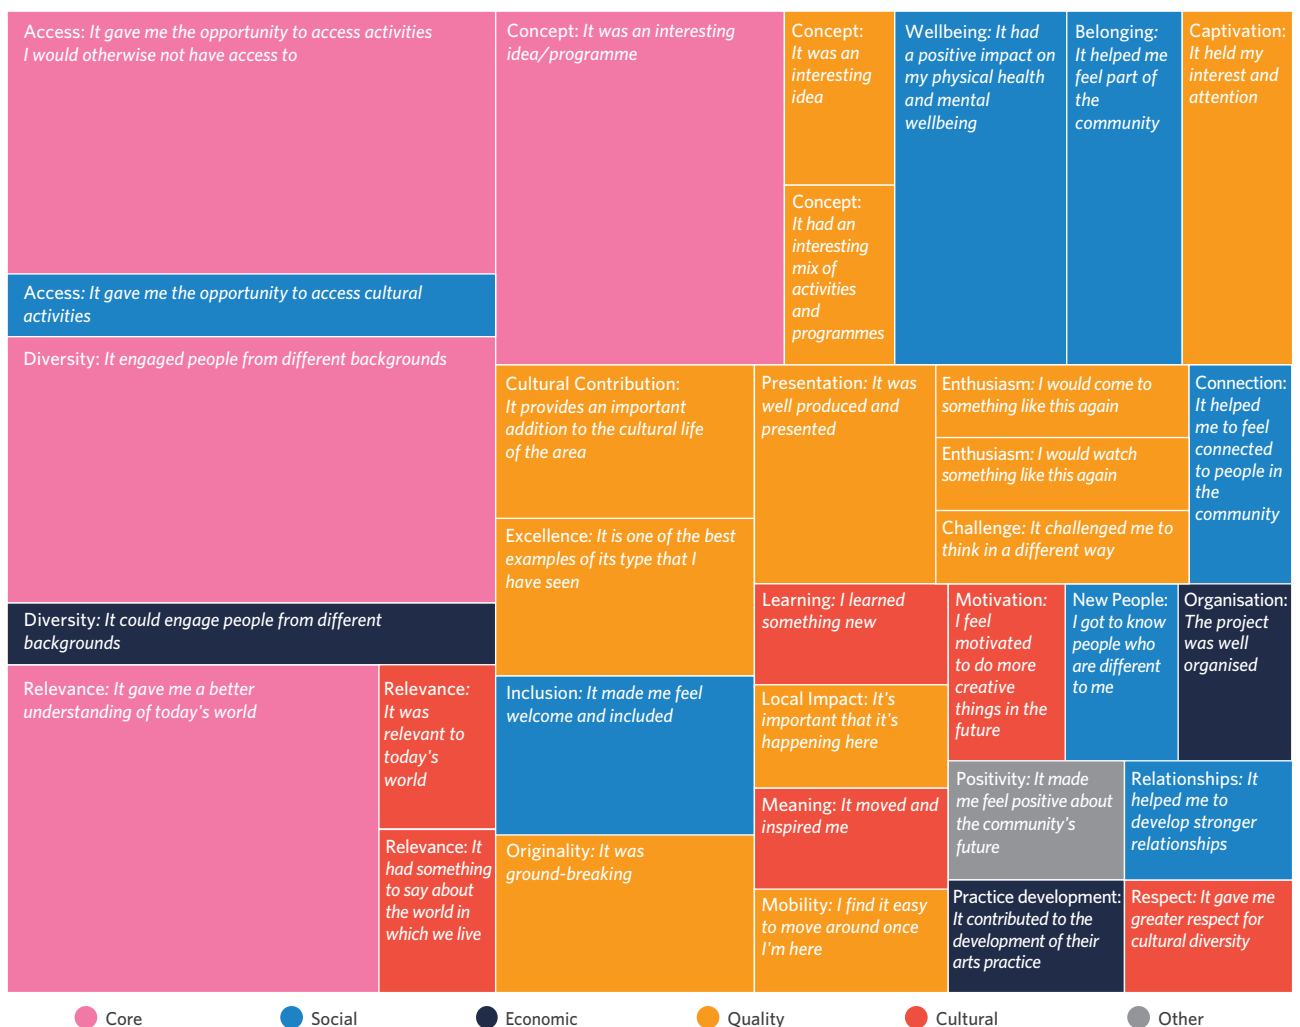 Access: It gave me the opportunity to access activities
I would otherwise not have access to
Access: It gave me the opportunity to access cultural
activities
Diversity: It engaged people from different backgrounds
Diversity: It could engage people from different
backgrounds
Relevance: It gave me a better
understanding of today's world
Relevance:
It was
relevant to
today's
world
Relevance: It
had something
to say about
the world in
which we live
Concept: It was an interesting
idea/programme
Concept:
It was an
interesting
idea
Concept:
It had an
interesting
mix of
activities
and
programmes
Wellbeing: It had
a positive impact on
my physical health
and mental
wellbeing
Belonging:
It helped me
feel part of
the
community
Captivation:
It held my
interest and
attention
Cultural Contribution:
It provides an important
addition to the cultural life
of the area
Excellence: It is one of the best
examples of its type that I
have seen
Inclusion: It made me feel
welcome and included
Originality: It was
ground-breaking
Presentation: It was
well produced and
presented
Enthusiasm: I would come to
something like this again
Enthusiasm: I would watch
something like this again
Challenge: It challenged me to
think in a different way
Connection:
It helped
me to feel
connected
to people in
the
community
Learning: I learned
something new
Local Impact: It's
important that it's
happening here
Meaning: It moved and
inspired me
Mobility: I find it easy
to move around once
I'm here
Motivation:
I feel
motivated
to do more
creative
things in the
future
New People:
I got to know
people who
are different
to me
Organisation:
The project
was well
organised
Positivity: It made
me feel positive about
the community's
future
Relationships: It
helped me to
develop stronger
relationships
Practice development:
It contributed to the
development of their
arts practice
Respect: It gave me
greater respect for
cultural diversity
Core
Social
Economic
Quality
Cultural
Other